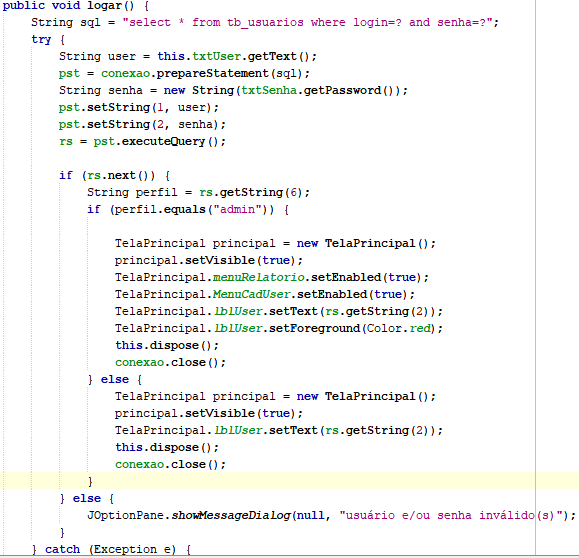 public void logar() {
    String sql = "select * from tb_usuarios where login=? and senha=?";
    try {
        String user = this.txtUser.getText();
        pst = conexao.prepareStatement(sql);
        String senha = new String(txtSenha.getPassword());
        pst.setString(1, user);
        pst.setString(2, senha);
        rs = pst.executeQuery();
        if (rs.next()) {
            String perfil = rs.getString(6);
            if (perfil.equals("admin")) {
                TelaPrincipal principal = new TelaPrincipal();
                principal.setVisible(true);
                TelaPrincipal.menuRelatorio.setEnabled(true);
                TelaPrincipal.MenuCadUser.setEnabled(true);
                TelaPrincipal.lblUser.setText(rs.getString(2));
                TelaPrincipal.lblUser.setForeground(Color.red);
                this.dispose();
                conexao.close();
            } else {
                TelaPrincipal principal = new TelaPrincipal();
                principal.setVisible(true);
                TelaPrincipal.lblUser.setText(rs.getString(2));
                this.dispose();
                conexao.close();
            }
        } else {
            JOptionPane.showMessageDialog(null, "usuário e/ou senha inválido(s)");
        }
    } catch (Exception e) {